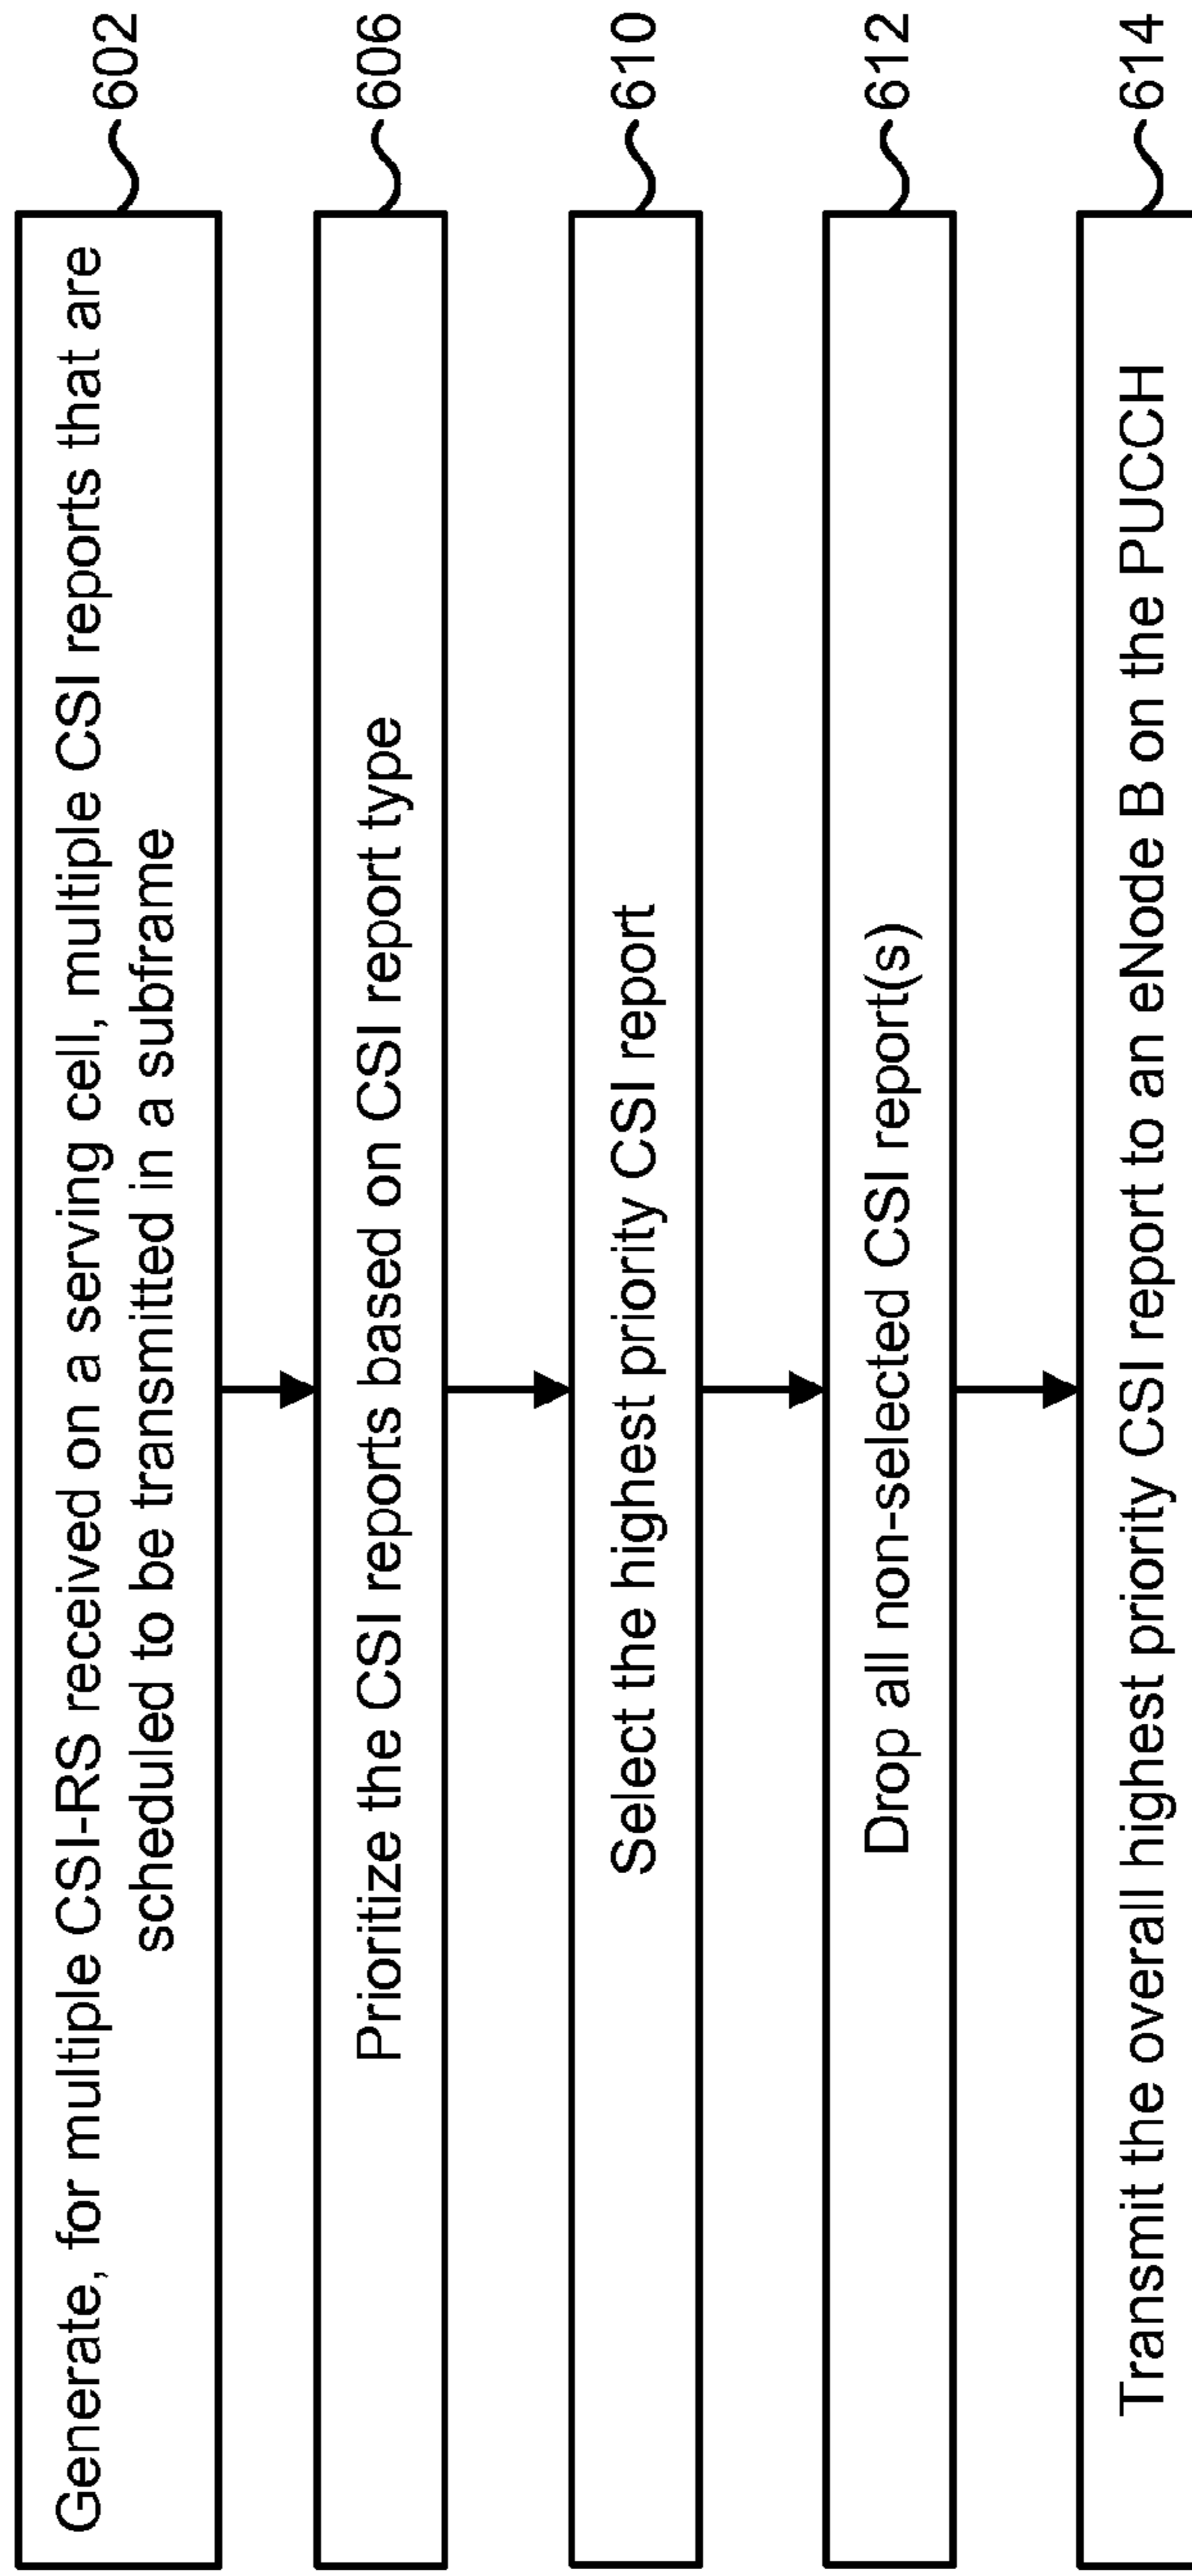 Generate, for multiple CSI-RS received on a serving cell, multiple CSI reports that are
scheduled to be transmitted in a subframe
602
Prioritize the CSI reports based on CSI report type
606
Select the highest priority CSI report
610
Drop all non-selected CSI report(s)
612
Transmit the overall highest priority CSI report to an eNode B on the PUCCH
614